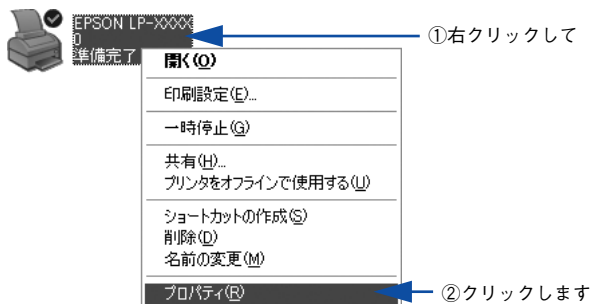 EPSON LP-XXXX
0
準備完了
①右クリックして
開く(O)
印刷設定(E)...
一時停止(G)
共有(H)...
プリンタをオフラインで使用する(U)
ショートカットの作成(S)
削除(D)
名前の変更(M)
プロパティ(R)
②クリックします